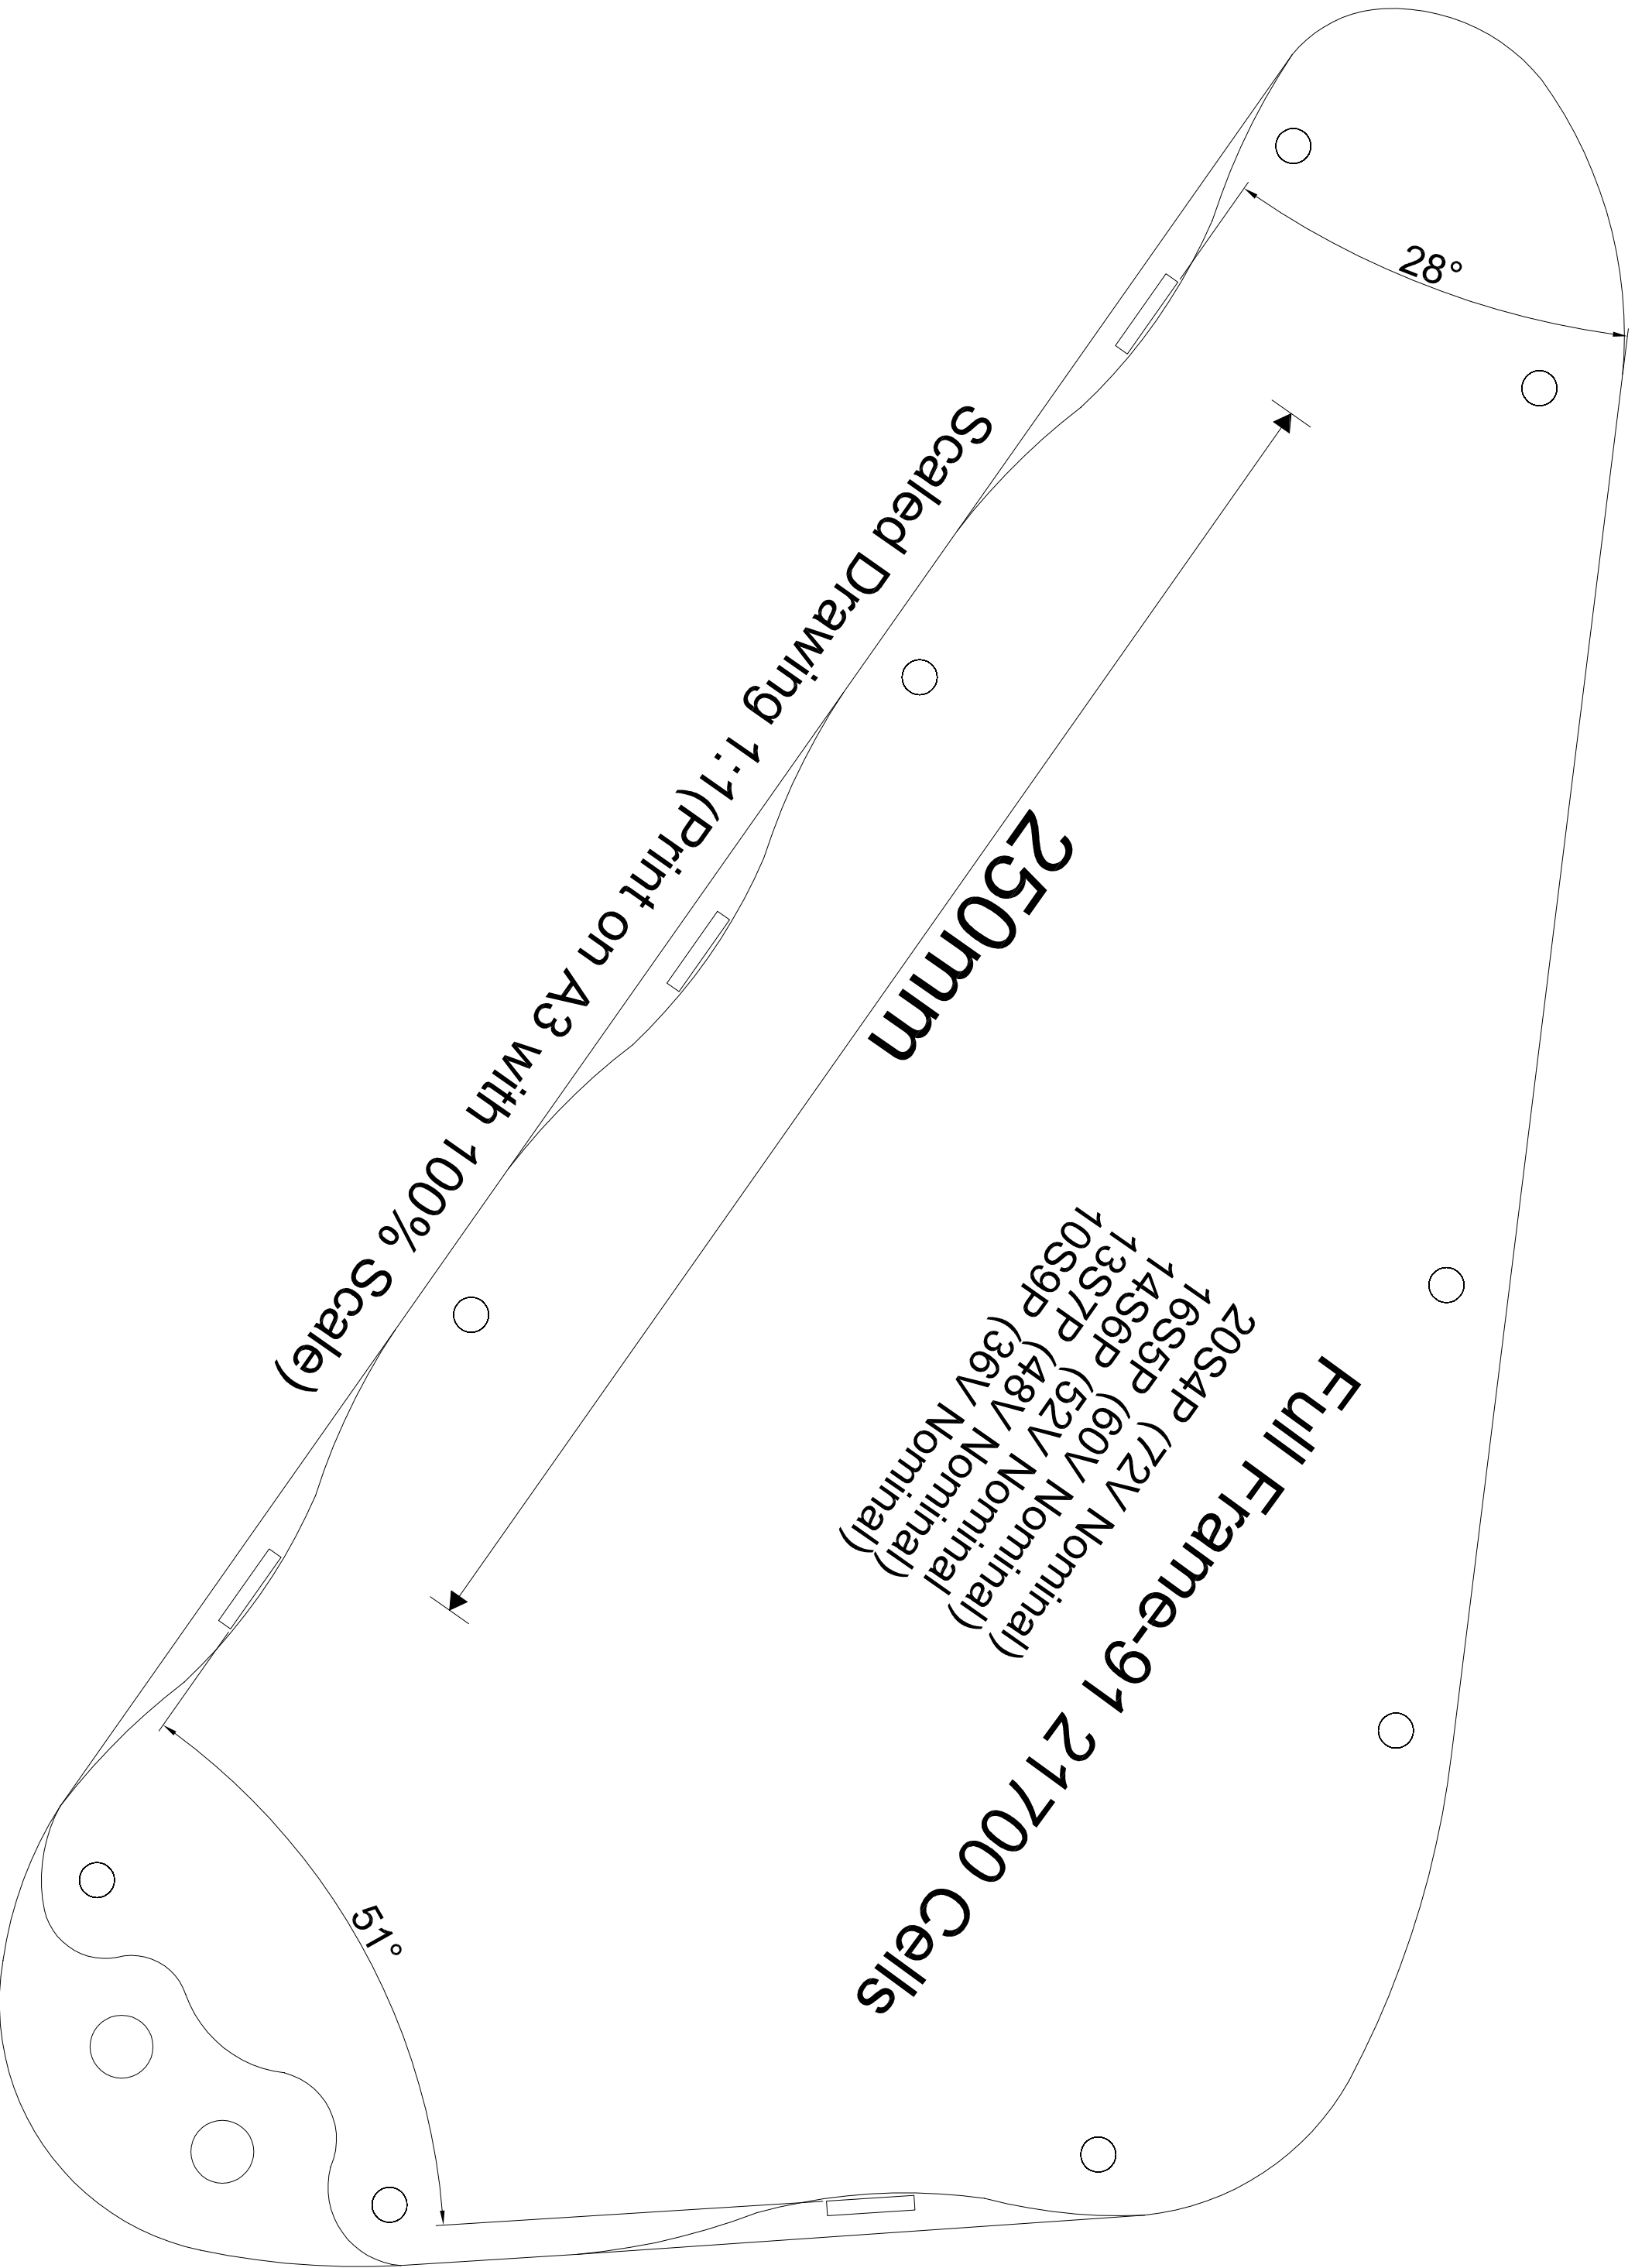 Full Frame-91 21700 Cells
20S4P (72V Nominal)
16S5P (60V Nominal)
14S6P (52V Nominal
13S7P (48V Nominal)
10S9P (36V Nominal)
250mm
Scaled Drawing 1:1(Print on A3 with 100% Scale)
28°
51°